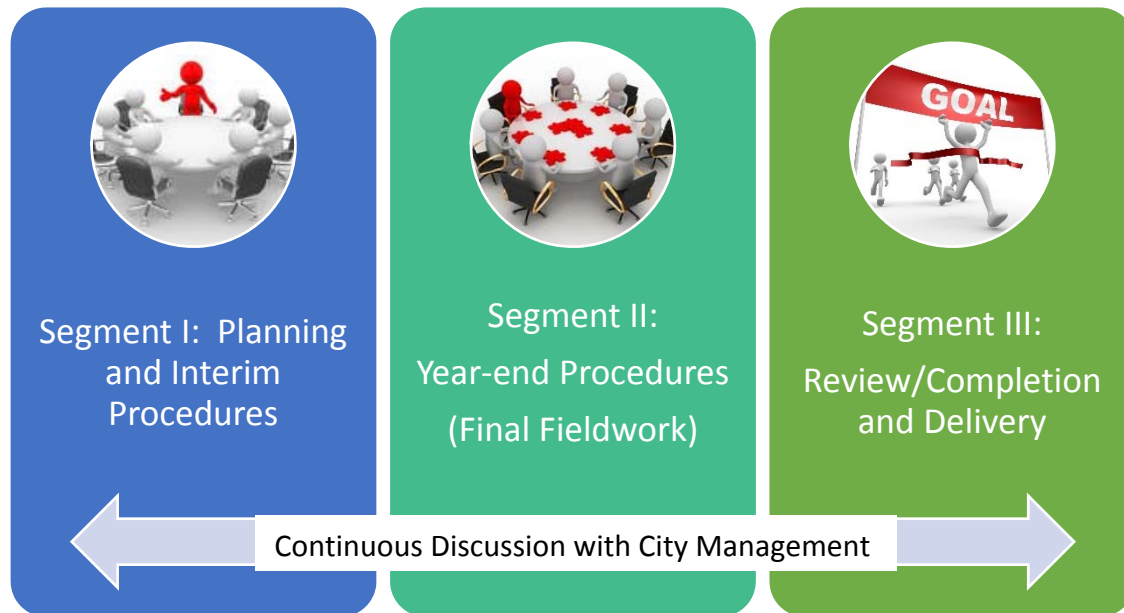 Segment I:  Planning
and Interim
Procedures
Segment II:
Year-end Procedures
(Final Fieldwork)
GOAL
Segment III:
Review/Completion
and Delivery
Continuous Discussion with City Management